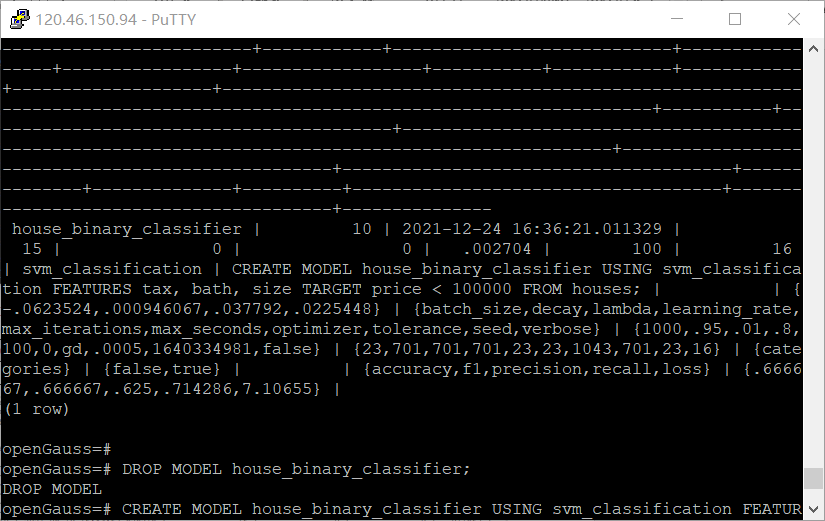 120.46.150.94 - PuTTY
--------------------------+-------------+------------------------------+-------------
------+------------------+-------------------+------------+-------------+-------------
+---------------------+-------------------------------------------------------------
---------------------------------------------------------------------+-----------+--
-----------------------------------------+------------------------------------------
-----------------------------------------------------------------+-------------------
-----------------------------------+-----------------------------------------+------
---------+---------------+-----------+---------------------------------------+-------
-----------------------------------+---------------
house_binary_classifier | 10 | 2021-12-24 16:36:21.011329 |
15 | 0 | 0 | .002704 | 100 | 16
| svm_classification | CREATE MODEL house_binary_classifier USING svm_classifica
tion FEATURES tax, bath, size TARGET price < 100000 FROM houses; | | {
-.0623524,.000946067,.037792,.0225448} | {batch_size,decay,lambda,learning_rate,
max_iterations,max_seconds,optimizer,tolerance,seed,verbose} | {1000,.95,.01,.8,
100,0,gd,.0005,1640334981,false} | {23,701,701,701,23,23,1043,701,23,16} | {cate
gories} | {false,true} | | {accuracy,f1,precision,recall,loss} | {.6666
67,.666667,.625,.714286,7.10655} |
(1 row)
openGauss=#
openGauss=# DROP MODEL house_binary_classifier;
DROP MODEL
openGauss=# CREATE MODEL house_binary_classifier USING svm_classification FEATUR